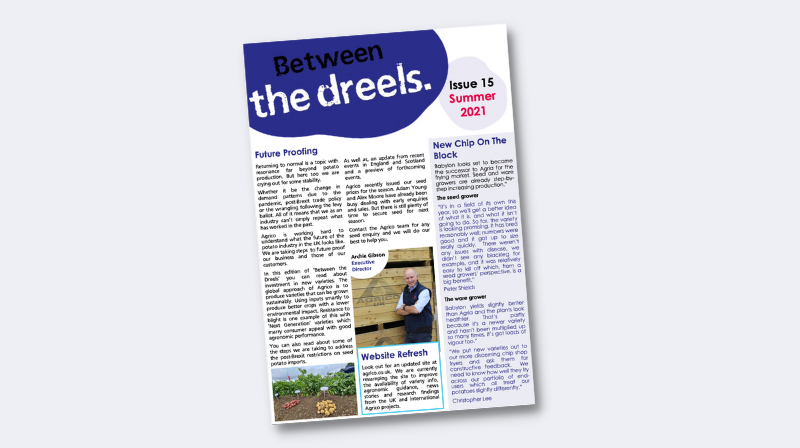 Between
the dreels.
Issue 15
Summer
2021
Future Proofing
Returning to normal is a topic with
resonance far beyond potato
production. But here too we are
crying out for some stability.
Whether it be the change in
demand patterns due to the
pandemic, post-Brexit trade policy
or the wrangling following the levy
ballot. All of it means that we as an
industry can't simply repeat what
has worked in the past.
Agrico is working hard to
understand what the future of the
potato industry in the UK looks like.
We are taking steps to future proof
our business and those of our
customers.
In this edition of 'Between the
Dreels' you can read about
investment in new varieties. The
global approach of Agrico is to
produce varieties that can be grown
sustainably. Using inputs smartly to
produce better crops with a lower
environmental impact. Resistance to
blight is one example of this with
'Next Generation' varieties which
marry consumer appeal with good
agronomic performance.
You can also read about some of
the steps we are taking to address
the post-Brexit restrictions on seed
potato imports.
As well as, an update from recent
events in England and Scotland
and a preview of forthcoming
events.
Agrico recently issued our seed
prices for the season. Adam Young
and Alex Moore have already been
busy dealing with early enquiries
and sales. But there is still plenty of
time to secure seed for next
season.
Contact the Agrico team for any
seed enquiry and we will do our
best to help you.
Archie Gibson
Executive
Director
AGRICO
Website Refresh
Look out for an updated site at
agrico.co.uk. We are currently
revamping the site to improve
the availability of variety info,
agronomic guidance, news
stories and research findings
from the UK and international
Agrico projects.
New Chip On The
Block
Babylon looks set to become
the successor to Agria for the
frying market. Seed and ware
growers are already step-by-
step increasing production."
The seed grower
"It's in a field of its own this
year, so we'll get a better idea
of what it is, and what it isn't
going to do. So far, the variety
is looking promising. It has bred
reasonably well; numbers were
good and it got up to size
really quickly. There weren't
any issues with disease, we
didn't see any blackleg for
example, and it was relatively
easy to kill off which, from a
seed growers' perspective, is a
big benefit."
Peter Shields
The ware grower
"Babylon yields slightly better
than Agria and the plants look
healthier. That's partly
because it's a newer variety
and hasn't been multiplied up
so many times, it's got loads of
vigour too."
"We put new varieties out to
our more discerning chip shop
fryers and ask them for
constructive feedback. We
need to know how well they fry
across our portfolio of end-
users which all treat our
potatoes slightly differently."
Christopher Lee